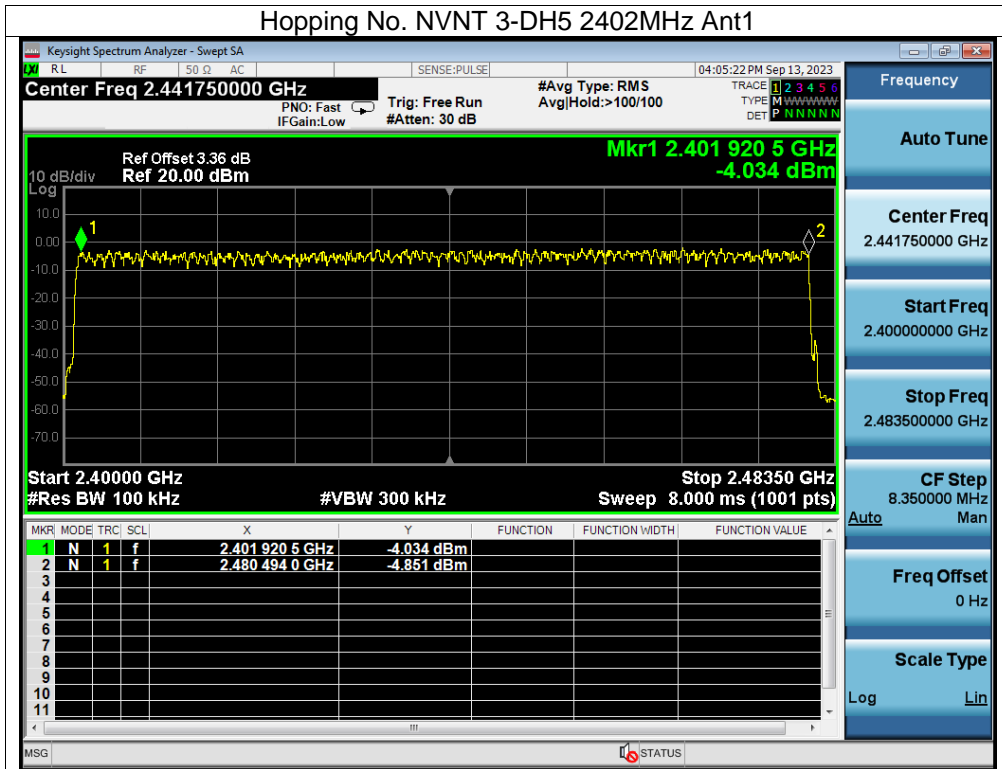 Hopping No. NVNT 3-DH5 2402MHz Ant1
Keysight Spectrum Analyzer - Swept SA
LXI RL RF 50 Ω AC SENSE:PULSE 04:05:22 PM Sep 13, 2023
Center Freq 2.441750000 GHz
PNO: Fast
IFGain:Low
Trig: Free Run
#Atten: 30 dB
#Avg Type: RMS
Avg|Hold:>100/100
TRACE 1 2 3 4 5 6
TYPE M WWWWW
DET P N N N N N
Ref Offset 3.36 dB
Ref 20.00 dBm
10 dB/div
Log
Mkr1 2.401 920 5 GHz
-4.034 dBm
10.0
0.00
-10.0
-20.0
-30.0
-40.0
-50.0
-60.0
-70.0
1
2
Start 2.40000 GHz
Stop 2.48350 GHz
#Res BW 100 kHz
#VBW 300 kHz
Sweep 8.000 ms (1001 pts)
MKR MODE TRC SCL X Y FUNCTION FUNCTION WIDTH FUNCTION VALUE
1 N 1 f 2.401 920 5 GHz -4.034 dBm
2 N 1 f 2.480 494 0 GHz -4.851 dBm
3
4
5
6
7
8
9
10
11
MSG
STATUS
Frequency
Auto Tune
Center Freq
2.441750000 GHz
Start Freq
2.400000000 GHz
Stop Freq
2.483500000 GHz
CF Step
8.350000 MHz
Auto Man
Freq Offset
0 Hz
Scale Type
Log Lin